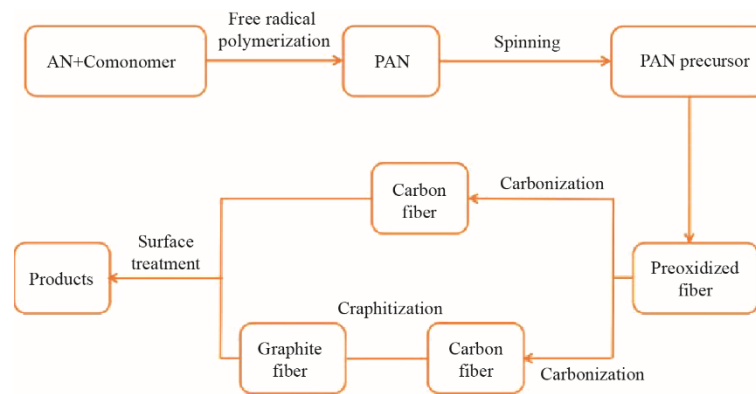 Free radical
polymerization
AN+Comonomer
PAN
Spinning
PAN precursor
Carbon
fiber
Carbonization
Surface
treatment
Products
Preoxidized
fiber
Craphitization
Graphite
fiber
Carbon
fiber
Carbonization